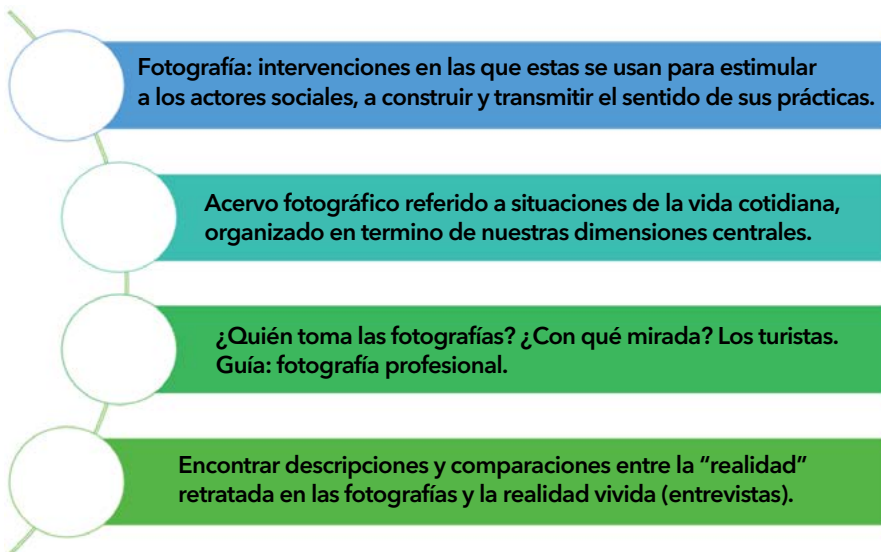 Fotografía: intervenciones en las que estas se usan para estimular
a los actores sociales, a construir y transmitir el sentido de sus prácticas.
Acervo fotográfico referido a situaciones de la vida cotidiana,
organizado en termino de nuestras dimensiones centrales.
¿Quién toma las fotografías? ¿Con qué mirada? Los turistas.
Guía: fotografía profesional.
Encontrar descripciones y comparaciones entre la “realidad”
retratada en las fotografías y la realidad vivida (entrevistas).